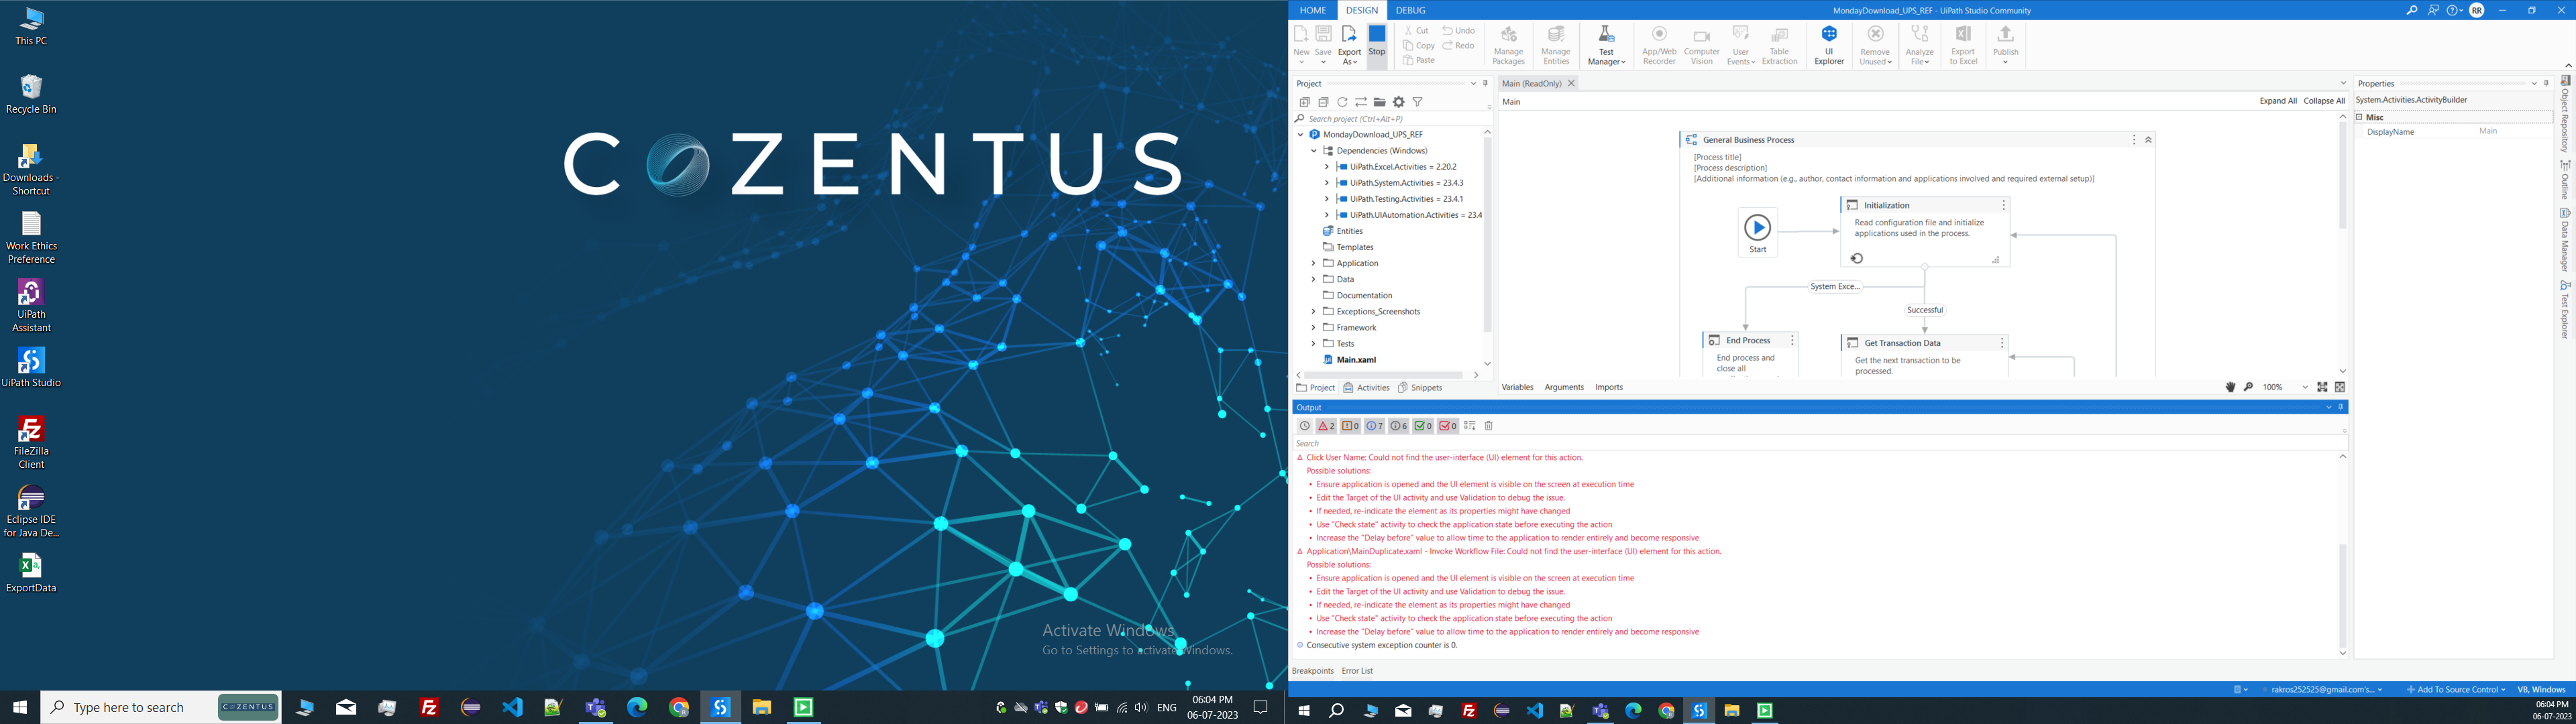 This PC
Recycle Bin
Downloads -
Shortcut
Work Ethics
Preference
UiPath
Assistant
UiPath Studio
FileZilla
Client
Eclipse IDE
for Java De...
ExportData
COZENTUS
Activate Windows
Go to Settings to activate Windows.
Type here to search
COZENTUS
ENG
06:04 PM
06-07-2023
HOME DESIGN DEBUG
MondayDownload_UPS_REF - UiPath Studio Community
RR
New
Save
Export
As
Stop
Cut
Copy
Paste
Undo
Redo
Manage
Packages
Manage
Entities
Test
Manager
App/Web
Recorder
Computer
Vision
User
Events
Table
Extraction
UI
Explorer
Remove
Unused
Analyze
File
Export
to Excel
Publish
Project
Search project (Ctrl+Alt+P)
MondayDownload_UPS_REF
Dependencies (Windows)
UiPath.Excel.Activities = 2.20.2
UiPath.System.Activities = 23.4.3
UiPath.Testing.Activities = 23.4.1
UiPath.UIAutomation.Activities = 23.4
Entities
Templates
Application
Data
Documentation
Exceptions_Screenshots
Framework
Tests
Main.xaml
Project Activities Snippets
Main (ReadOnly)
Main
Expand All Collapse All
General Business Process
[Process title]
[Process description]
[Additional information (e.g., author, contact information and applications involved and required external setup)]
Start
Initialization
Read configuration file and initialize
applications used in the process.
System Exce...
Successful
End Process
End process and
close all
Get Transaction Data
Get the next transaction to be
processed.
Variables Arguments Imports
100%
Properties
System.Activities.ActivityBuilder
Misc
DisplayName Main
Object Repository
Outline
Data Manager
Test Explorer
Output
2 0 7 6 0 0
Search
Click User Name: Could not find the user-interface (UI) element for this action.
Possible solutions:
• Ensure application is opened and the UI element is visible on the screen at execution time
• Edit the Target of the UI activity and use Validation to debug the issue.
• If needed, re-indicate the element as its properties might have changed
• Use "Check state" activity to check the application state before executing the action
• Increase the "Delay before" value to allow time to the application to render entirely and become responsive
Application\MainDuplicate.xaml - Invoke Workflow File: Could not find the user-interface (UI) element for this action.
Possible solutions:
• Ensure application is opened and the UI element is visible on the screen at execution time
• Edit the Target of the UI activity and use Validation to debug the issue.
• If needed, re-indicate the element as its properties might have changed
• Use "Check state" activity to check the application state before executing the action
• Increase the "Delay before" value to allow time to the application to render entirely and become responsive
Consecutive system exception counter is 0.
Breakpoints Error List
rakros252525@gmail.com's...
Add To Source Control
VB, Windows
06:04 PM
06-07-2023